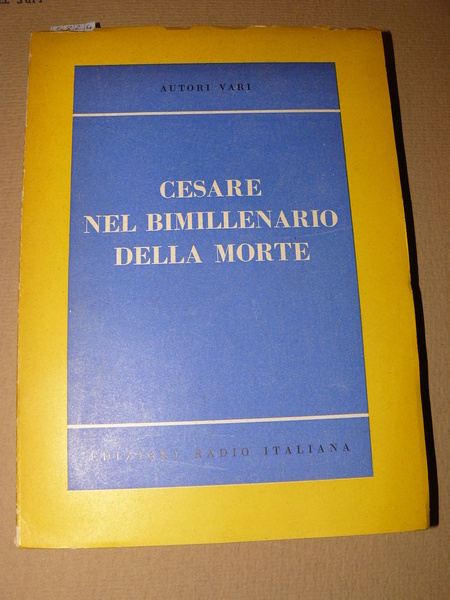 AUTORI VARI
CESARE
NEL BIMILLENARIO
DELLA MORTE
EDIZIONI RADIO ITALIANA